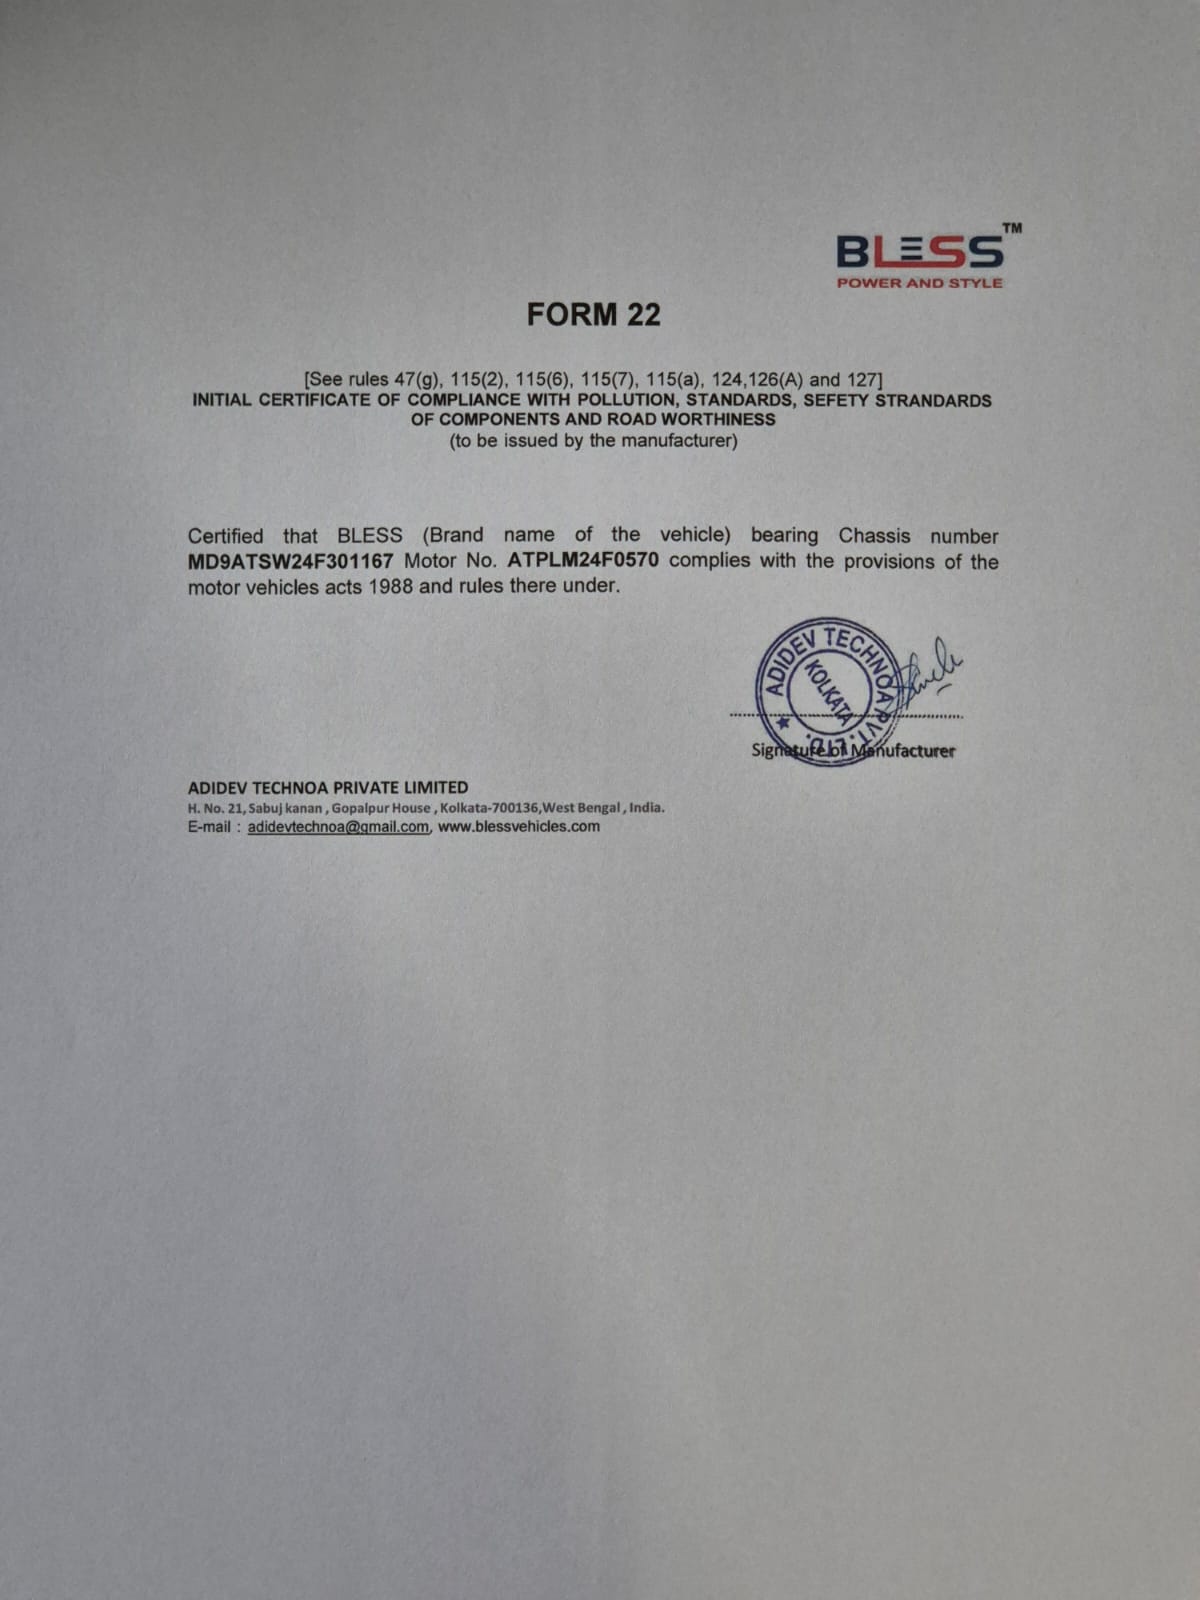 BLESS TM
POWER AND STYLE
FORM 22
[See rules 47(g), 115(2), 115(6), 115(7), 115(a), 124,126(A) and 127]
INITIAL CERTIFICATE OF COMPLIANCE WITH POLLUTION, STANDARDS, SEFETY STRANDARDS
OF COMPONENTS AND ROAD WORTHINESS
(to be issued by the manufacturer)
Certified that BLESS (Brand name of the vehicle) bearing Chassis number
MD9ATSW24F301167 Motor No. ATPLM24F0570 complies with the provisions of the
motor vehicles acts 1988 and rules there under.
ADIDEV TECHNOA PVT. LTD.
KOLKATA
Signature of Manufacturer
ADIDEV TECHNOA PRIVATE LIMITED
H. No. 21, Sabuj kanan , Gopalpur House , Kolkata-700136,West Bengal , India.
E-mail : adidevtechnoa@gmail.com, www.blessvehicles.com